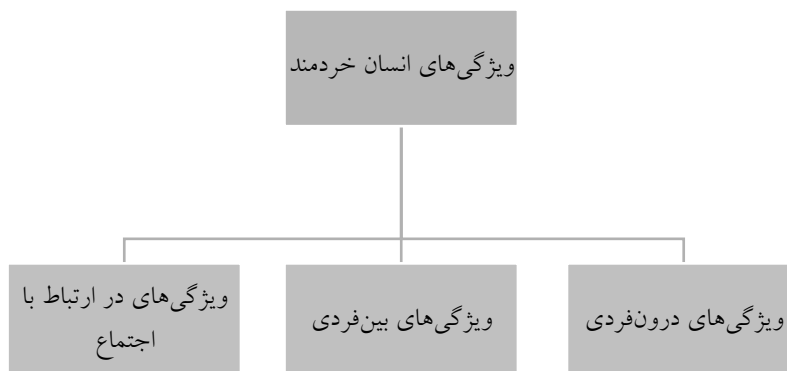 ویژگی‌های انسان خردمند
ویژگی‌های درون‌فردی
ویژگی‌های بین‌فردی
ویژگی‌های در ارتباط با
اجتماع